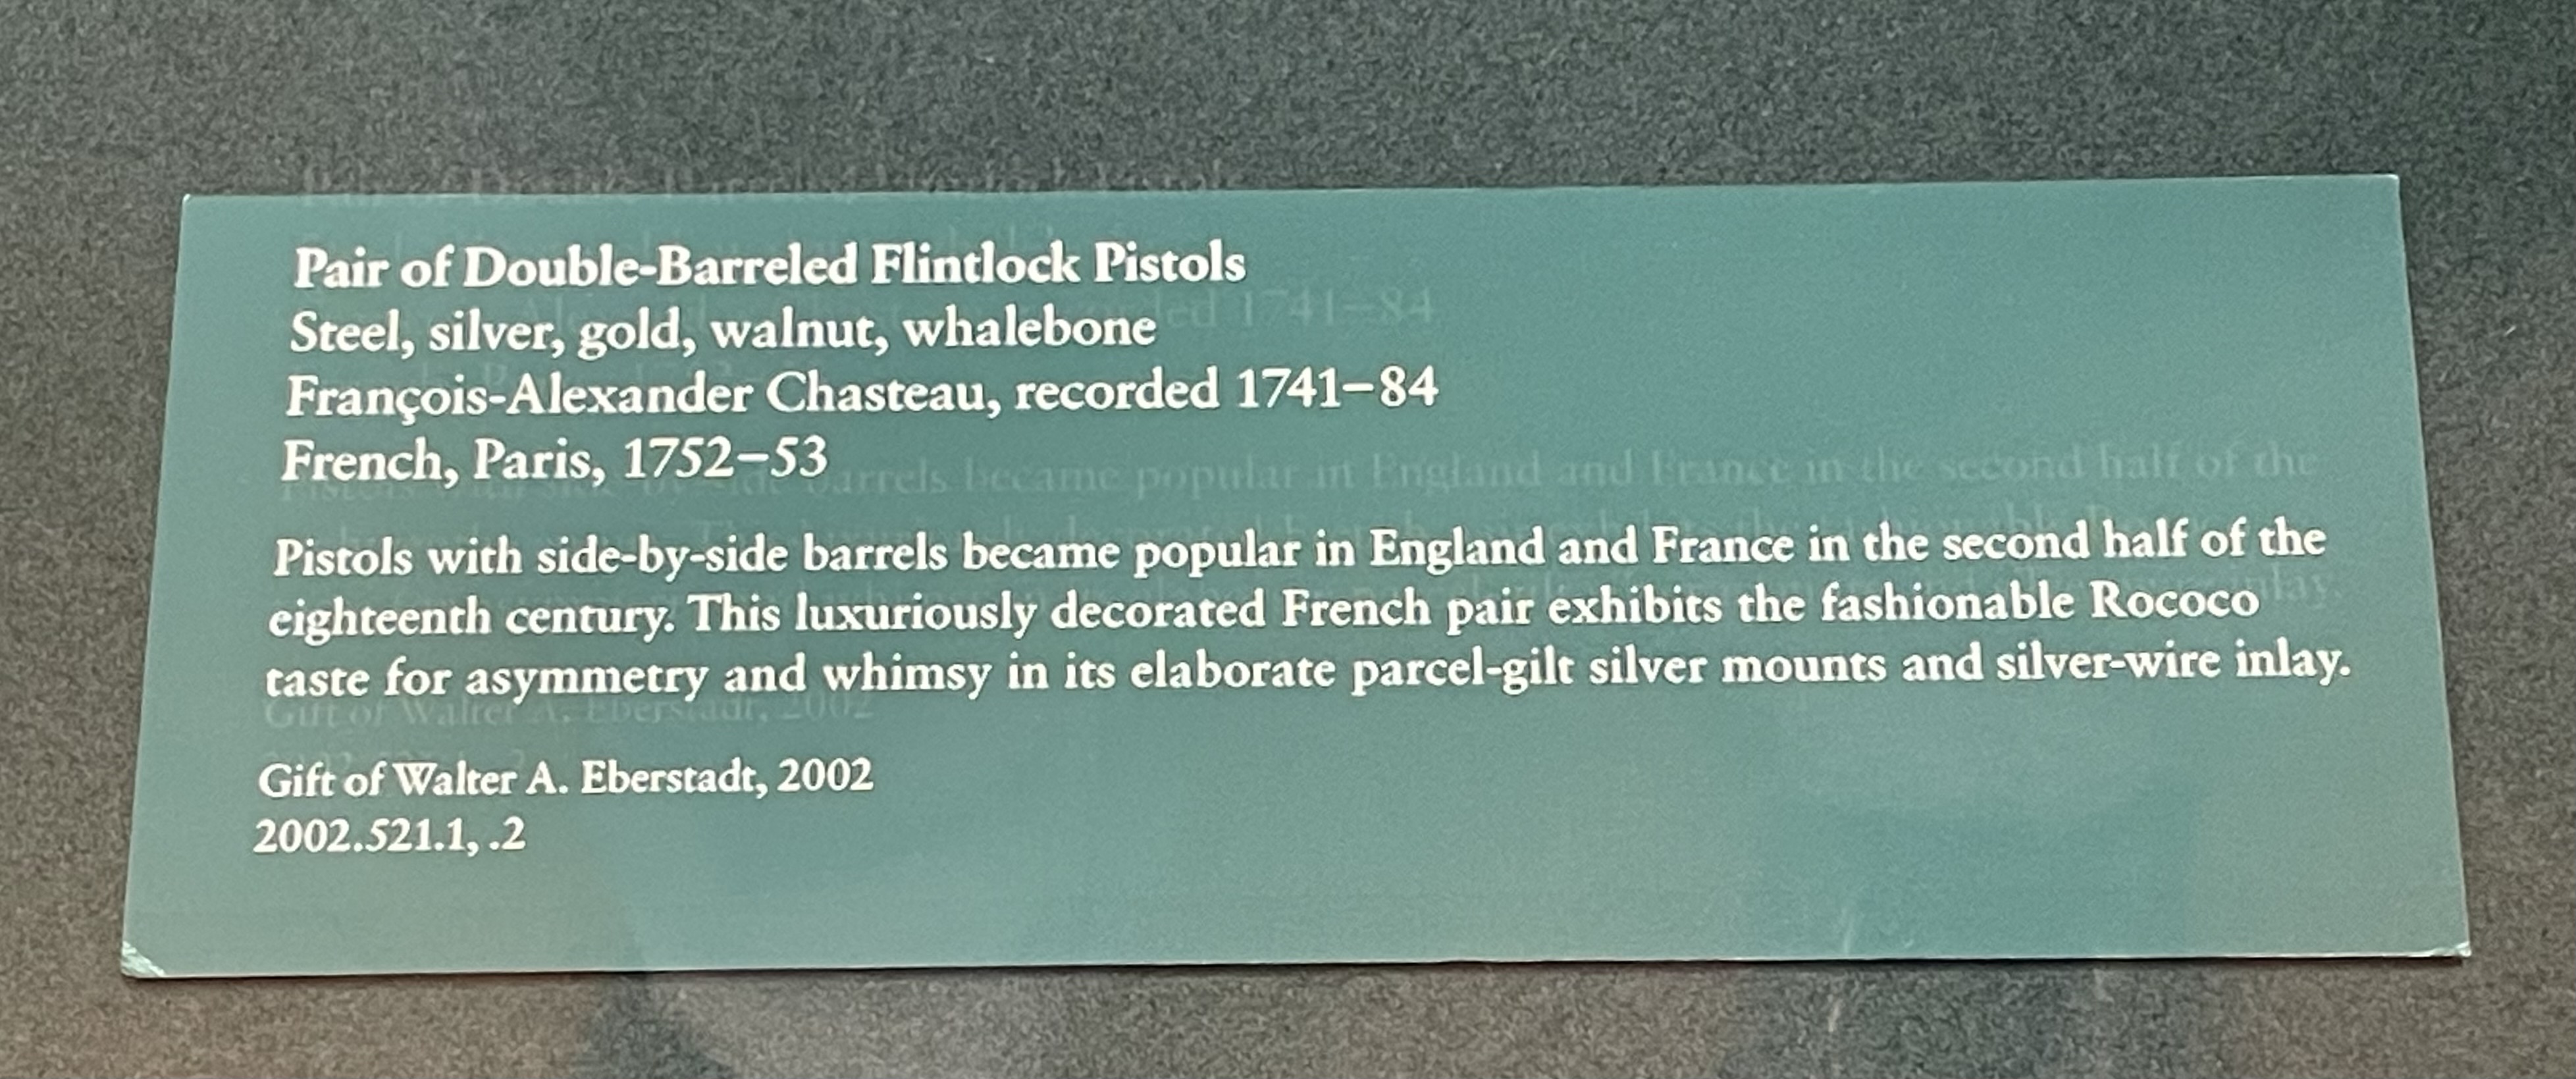 Pair of Double-Barreled Flintlock Pistols
Steel, silver, gold, walnut, whalebone
François-Alexander Chasteau, recorded 1741–84
French, Paris, 1752–53
Pistols with side-by-side barrels became popular in England and France in the second half of the
eighteenth century. This luxuriously decorated French pair exhibits the fashionable Rococo
taste for asymmetry and whimsy in its elaborate parcel-gilt silver mounts and silver-wire inlay.
Gift of Walter A. Eberstadt, 2002
2002.521.1, .2